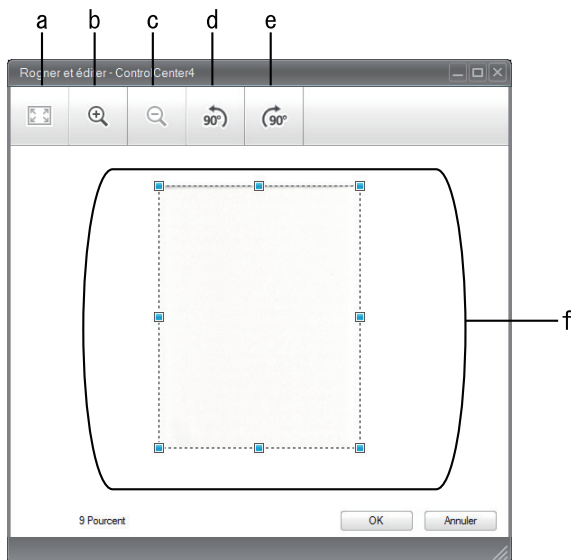 a b c d e
Rogner et éditer - ControlCenter4
90° 90°
f
9 Pourcent OK Annuler